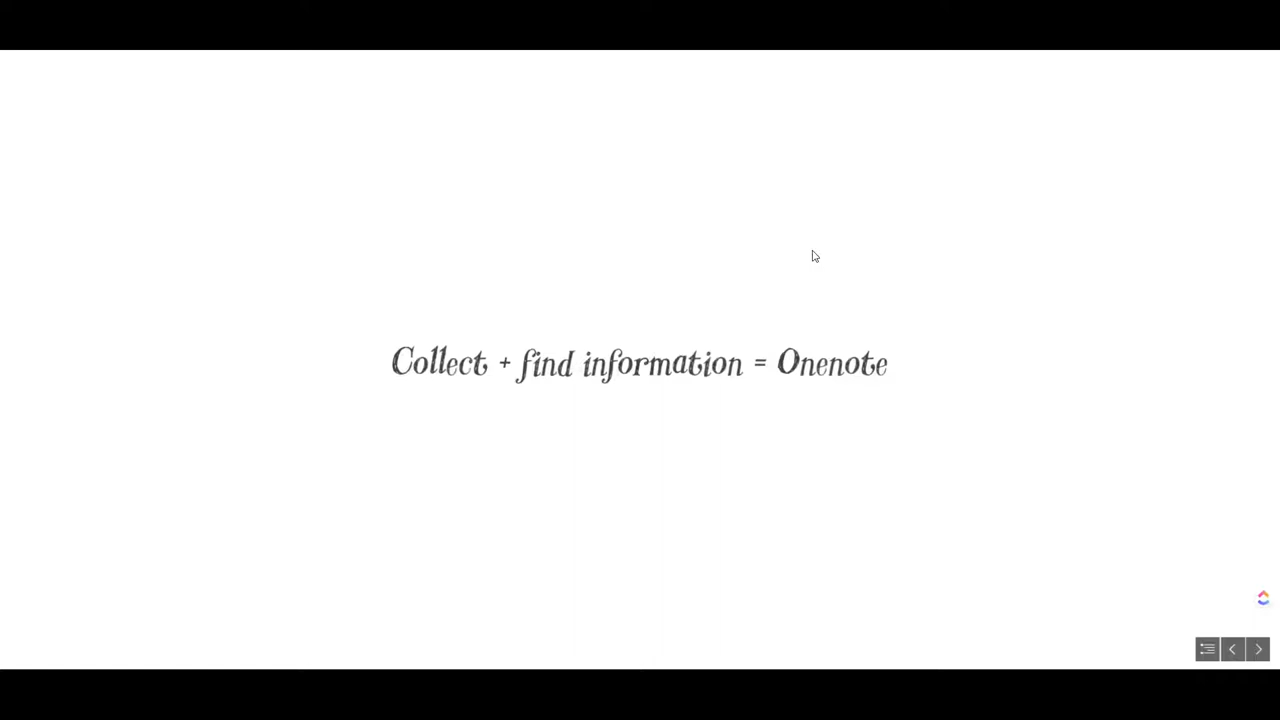 Collect + find information = Onenote